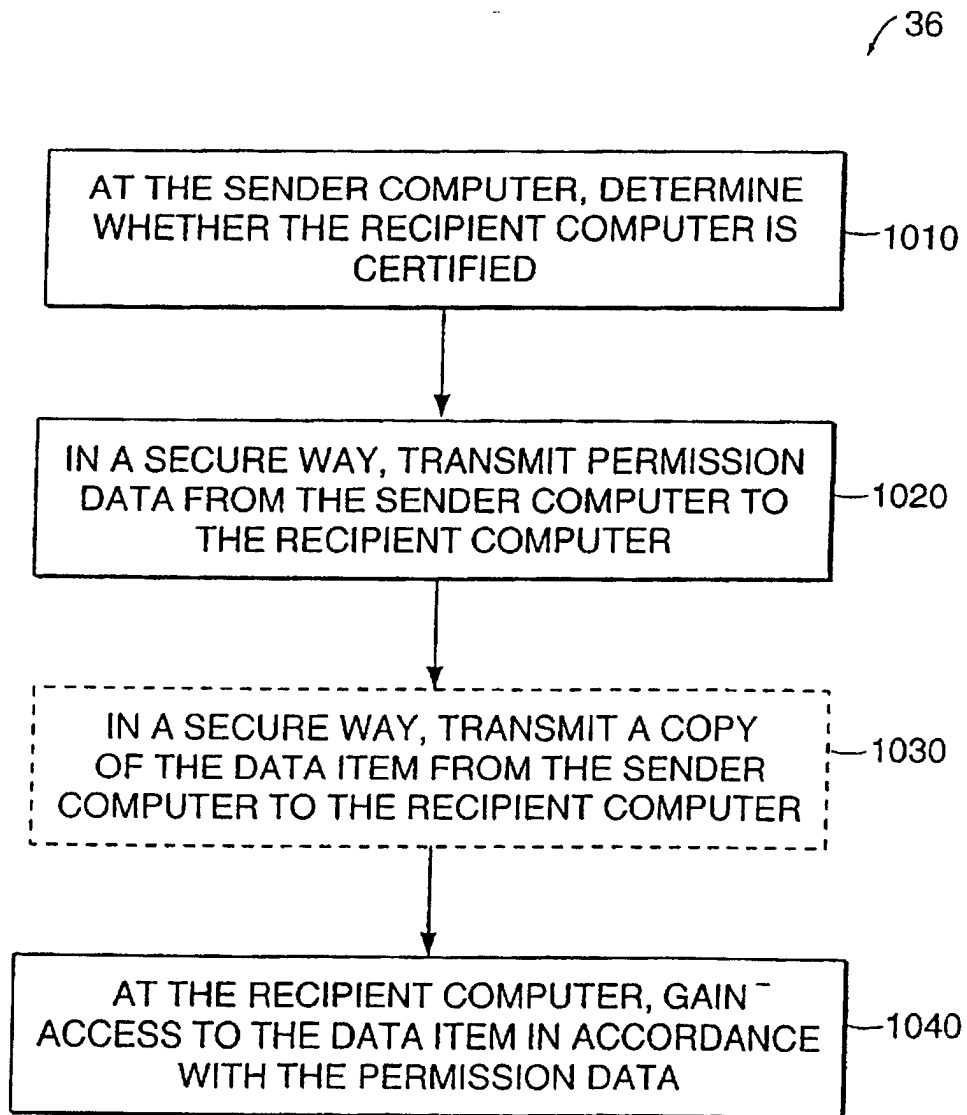 36
AT THE SENDER COMPUTER, DETERMINE
WHETHER THE RECIPIENT COMPUTER IS
CERTIFIED
1010
IN A SECURE WAY, TRANSMIT PERMISSION
DATA FROM THE SENDER COMPUTER TO
THE RECIPIENT COMPUTER
1020
IN A SECURE WAY, TRANSMIT A COPY
OF THE DATA ITEM FROM THE SENDER
COMPUTER TO THE RECIPIENT COMPUTER
1030
AT THE RECIPIENT COMPUTER, GAIN
ACCESS TO THE DATA ITEM IN ACCORDANCE
WITH THE PERMISSION DATA
1040